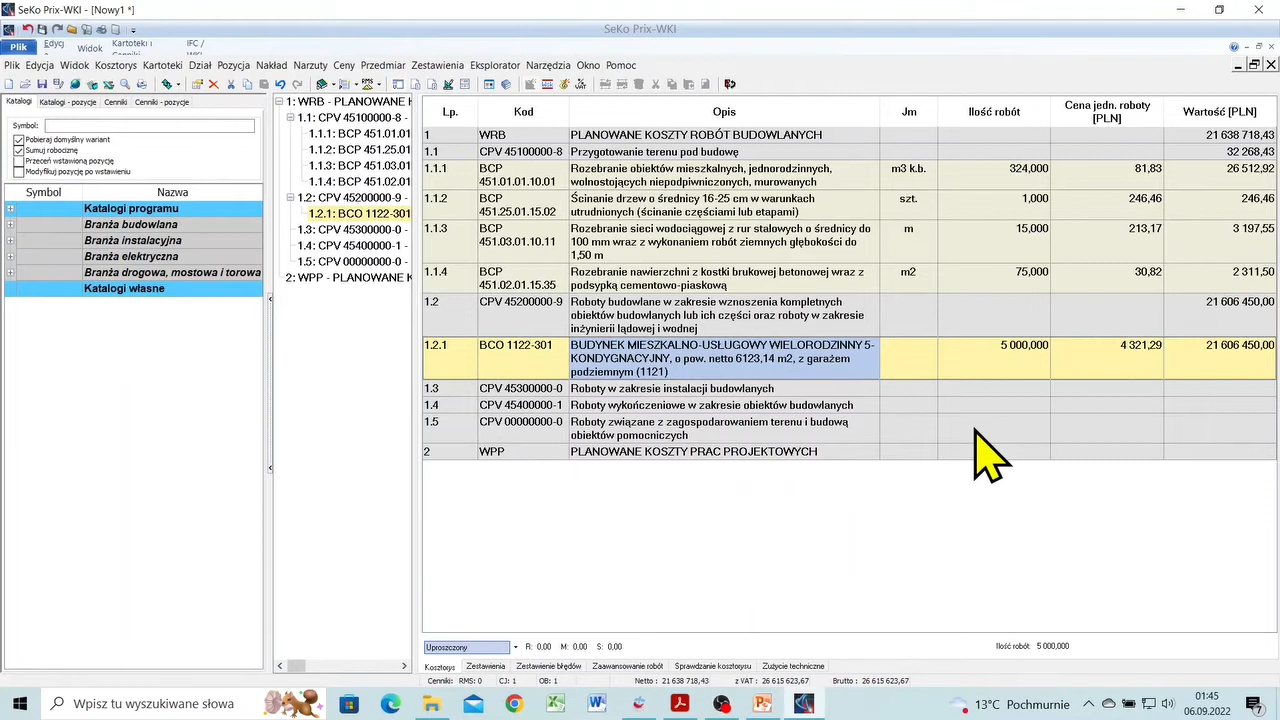 SeKo Prix-WKI - [Nowy1 *]
SeKo Prix-WKI
Plik Widok
Plik Edycja Widok Kosztorys Kartoteki Dział Pozycja Nakład Narzuty Ceny Przedmiar Zestawienia Eksplorator Narzędzia Okno Pomoc
Katalogi Katalogi - pozycje Cenniki Cenniki - pozycje
Symbol:
Pobieraj domyślny wariant
Sumuj robociznę
Przeceń wstawioną pozycję
Modyfikuj pozycję po wstawieniu
Symbol Nazwa
Katalogi programu
Branża budowlana
Branża instalacyjna
Branża elektryczna
Branża drogowa, mostowa i torowa
Katalogi własne
1: WRB - PLANOWANE
1.1: CPV 45100000-8 -
1.1.1: BCP 451.01.01
1.1.2: BCP 451.25.01
1.1.3: BCP 451.03.01
1.1.4: BCP 451.02.01
1.2: CPV 45200000-9 -
1.2.1: BCO 1122-301
1.3: CPV 45300000-0 -
1.4: CPV 45400000-1 -
1.5: CPV 00000000-0 -
2: WPP - PLANOWANE
Lp. Kod Opis Jm Ilość robót Cena jedn. roboty [PLN] Wartość [PLN]
1 WRB PLANOWANE KOSZTY ROBÓT BUDOWLANYCH 21 638 718,43
1.1 CPV 45100000-8 Przygotowanie terenu pod budowę 32 268,43
1.1.1 BCP Rozebranie obiektów mieszkalnych, jednorodzinnych, m3 k.b. 324,000 81,83 26 512,92
451.01.01.10.01 wolnostojących niepodpiwniczonych, murowanych
1.1.2 BCP Ścinanie drzew o średnicy 16-25 cm w warunkach szt. 1,000 246,46 246,46
451.25.01.15.02 utrudnionych (ścinanie częściami lub etapami)
1.1.3 BCP Rozebranie sieci wodociągowej z rur stalowych o średnicy do m 15,000 213,17 3 197,55
451.03.01.10.11 100 mm wraz z wykonaniem robót ziemnych głębokości do
1,50 m
1.1.4 BCP Rozebranie nawierzchni z kostki brukowej betonowej wraz z m2 75,000 30,82 2 311,50
451.02.01.15.35 podsypką cementowo-piaskową
1.2 CPV 45200000-9 Roboty budowlane w zakresie wznoszenia kompletnych 21 606 450,00
obiektów budowlanych lub ich części oraz roboty w zakresie
inżynierii lądowej i wodnej
1.2.1 BCO 1122-301 BUDYNEK MIESZKALNO-USŁUGOWY WIELORODZINNY 5- 5 000,000 4 321,29 21 606 450,00
KONDYGNACYJNY, o pow. netto 6123,14 m2, z garażem
podziemnym (1121)
1.3 CPV 45300000-0 Roboty w zakresie instalacji budowlanych
1.4 CPV 45400000-1 Roboty wykończeniowe w zakresie obiektów budowlanych
1.5 CPV 00000000-0 Roboty związane z zagospodarowaniem terenu i budową
obiektów pomocniczych
2 WPP PLANOWANE KOSZTY PRAC PROJEKTOWYCH
Uproszczony R: 0,00 M: 0,00 S: 0,00 Ilość robót: 5 000,000
Kosztorys Zestawienia Zestawienie błędów Zaawansowanie robót Sprawdzanie kosztorysu Zużycie techniczne
Cenniki: RMS: 0 CJ: 1 OB: 1 Netto : 21 638 718,43 z VAT : 26 615 623,67 Brutto : 26 615 623,67
Wpisz tu wyszukiwane słowa
13°C Pochmurnie
01:45
06.09.2022
7